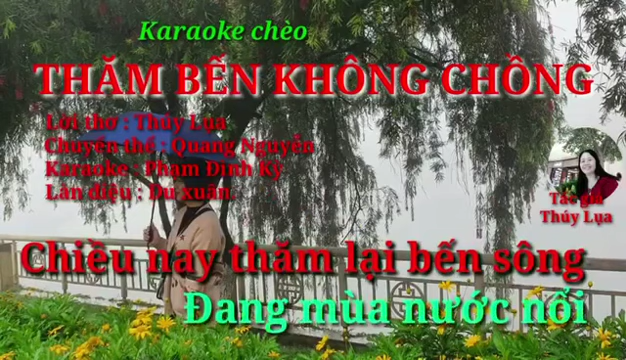 Karaoke chèo
THĂM BẾN KHÔNG CHỒNG
Lời thơ : Thúy Lụa
Chuyển thể : Quang Nguyễn
Karaoke : Phạm Đình Kỳ
Làn điệu : Du xuân.
Tác giả
Thúy Lụa
Chiều nay thăm lại bến sông
Đang mùa nước nổi